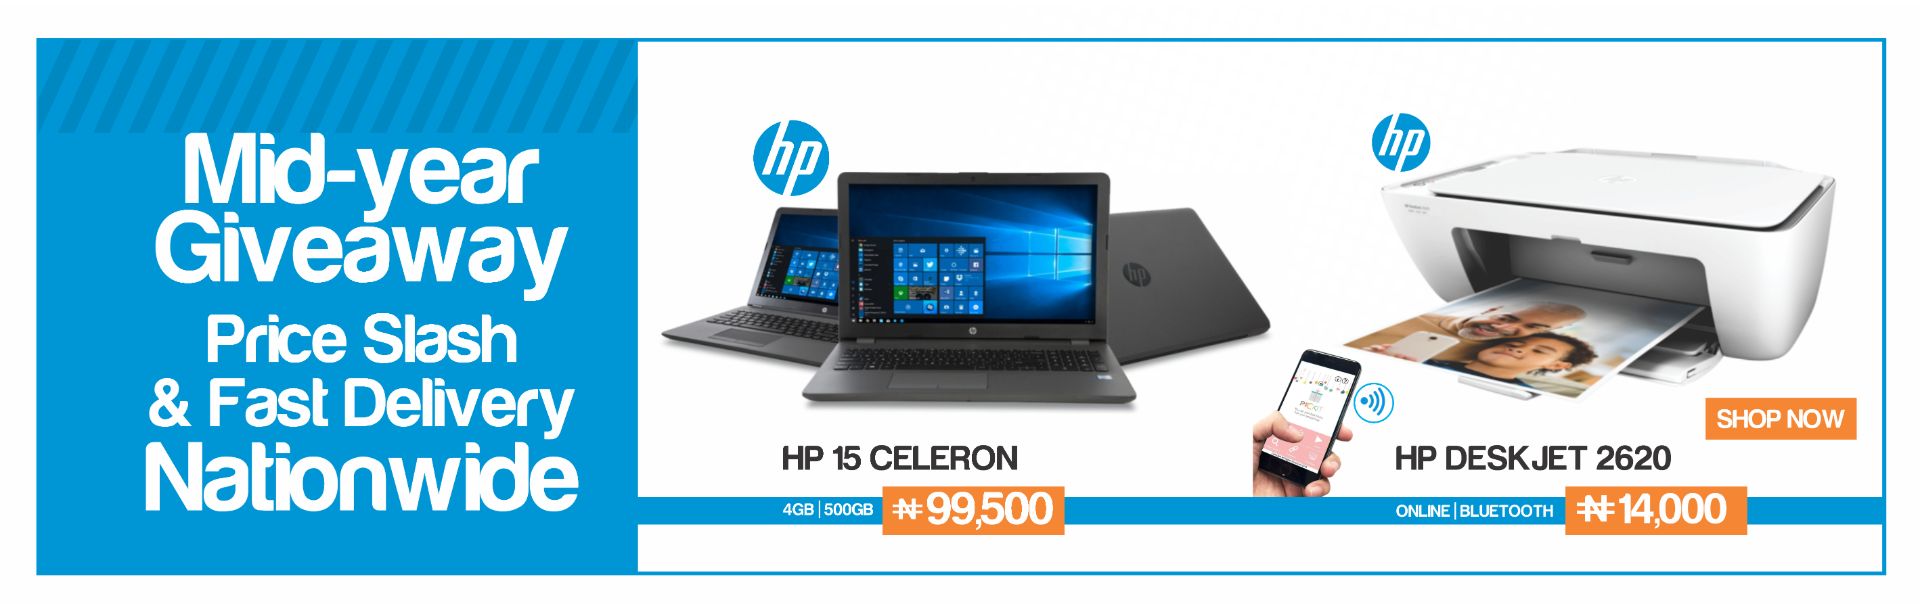 Mid-year
Giveaway
Price Slash
& Fast Delivery
Nationwide
hp
hp
HP 15 CELERON
4GB | 500GB
₦99,500
hp
SHOP NOW
HP DESKJET 2620
ONLINE | BLUETOOTH
₦14,000